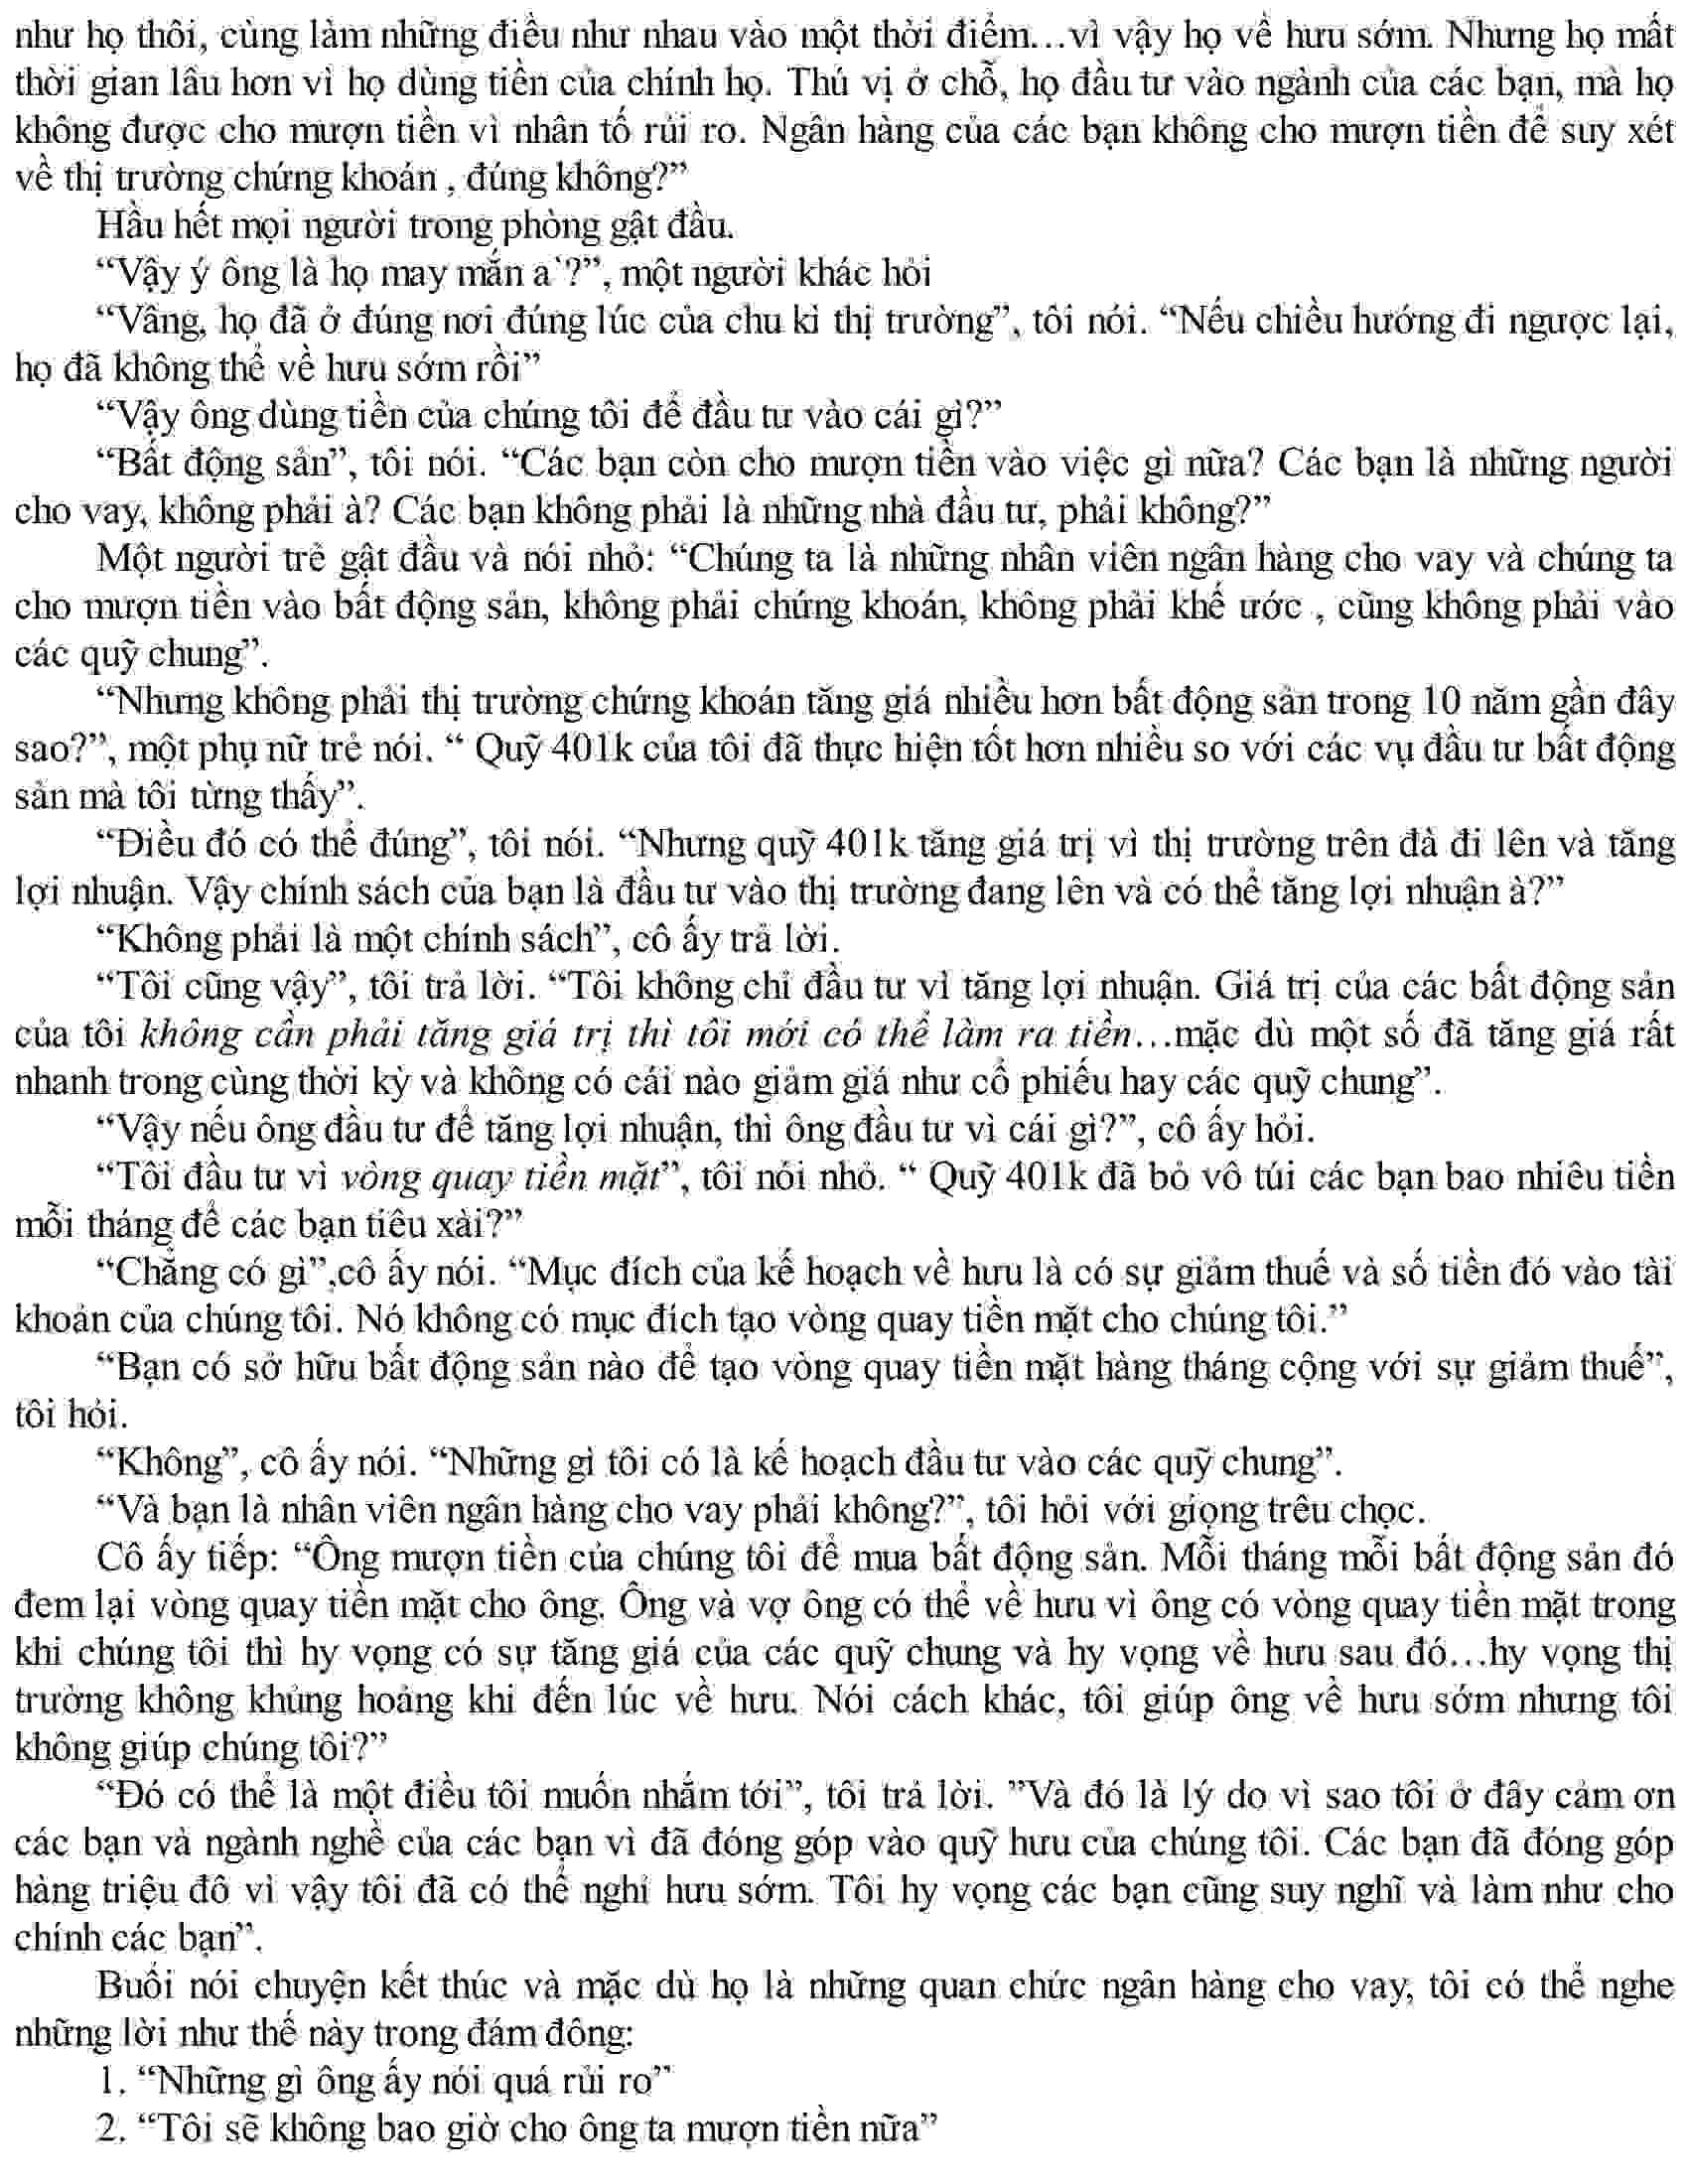 như họ thôi, cùng làm những điều như nhau vào một thời điểm...vì vậy họ về hưu sớm. Nhưng họ mất
thời gian lâu hơn vì họ dùng tiền của chính họ. Thú vị ở chỗ, họ đầu tư vào ngành của các bạn, mà họ
không được cho mượn tiền vì nhân tố rủi ro. Ngân hàng của các bạn không cho mượn tiền để suy xét
về thị trường chứng khoán , đúng không?”
Hầu hết mọi người trong phòng gật đầu.
“Vậy ý ông là họ may mắn a`?”, một người khác hỏi
“Vâng, họ đã ở đúng nơi đúng lúc của chu kì thị trường”, tôi nói. “Nếu chiều hướng đi ngược lại,
họ đã không thể về hưu sớm rồi”
“Vậy ông dùng tiền của chúng tôi để đầu tư vào cái gì?”
“Bất động sản”, tôi nói. “Các bạn còn cho mượn tiền vào việc gì nữa? Các bạn là những người
cho vay, không phải à? Các bạn không phải là những nhà đầu tư, phải không?”
Một người trẻ gật đầu và nói nhỏ: “Chúng ta là những nhân viên ngân hàng cho vay và chúng ta
cho mượn tiền vào bất động sản, không phải chứng khoán, không phải khế ước , cũng không phải vào
các quỹ chung”.
“Nhưng không phải thị trường chứng khoán tăng giá nhiều hơn bất động sản trong 10 năm gần đây
sao?”, một phụ nữ trẻ nói. “ Quỹ 401k của tôi đã thực hiện tốt hơn nhiều so với các vụ đầu tư bất động
sản mà tôi từng thấy”.
“Điều đó có thể đúng”, tôi nói. “Nhưng quỹ 401k tăng giá trị vì thị trường trên đà đi lên và tăng
lợi nhuận. Vậy chính sách của bạn là đầu tư vào thị trường đang lên và có thể tăng lợi nhuận à?”
“Không phải là một chính sách”, cô ấy trả lời.
“Tôi cũng vậy”, tôi trả lời. “Tôi không chỉ đầu tư vì tăng lợi nhuận. Giá trị của các bất động sản
của tôi không cần phải tăng giá trị thì tôi mới có thể làm ra tiền...mặc dù một số đã tăng giá rất
nhanh trong cùng thời kỳ và không có cái nào giảm giá như cổ phiếu hay các quỹ chung”.
“Vậy nếu ông đầu tư để tăng lợi nhuận, thì ông đầu tư vì cái gì?”, cô ấy hỏi.
“Tôi đầu tư vì vòng quay tiền mặt”, tôi nói nhỏ. “ Quỹ 401k đã bỏ vô túi các bạn bao nhiêu tiền
mỗi tháng để các bạn tiêu xài?”
“Chẳng có gì”,cô ấy nói. “Mục đích của kế hoạch về hưu là có sự giảm thuế và số tiền đó vào tài
khoản của chúng tôi. Nó không có mục đích tạo vòng quay tiền mặt cho chúng tôi.”
“Bạn có sở hữu bất động sản nào để tạo vòng quay tiền mặt hàng tháng cộng với sự giảm thuế”,
tôi hỏi.
“Không”, cô ấy nói. “Những gì tôi có là kế hoạch đầu tư vào các quỹ chung”.
“Và bạn là nhân viên ngân hàng cho vay phải không?”, tôi hỏi với giọng trêu chọc.
Cô ấy tiếp: “Ông mượn tiền của chúng tôi để mua bất động sản. Mỗi tháng mỗi bất động sản đó
đem lại vòng quay tiền mặt cho ông. Ông và vợ ông có thể về hưu vì ông có vòng quay tiền mặt trong
khi chúng tôi thì hy vọng có sự tăng giá của các quỹ chung và hy vọng về hưu sau đó...hy vọng thị
trường không khủng hoảng khi đến lúc về hưu. Nói cách khác, tôi giúp ông về hưu sớm nhưng tôi
không giúp chúng tôi?”
“Đó có thể là một điều tôi muốn nhắm tới”, tôi trả lời. ”Và đó là lý do vì sao tôi ở đây cảm ơn
các bạn và ngành nghề của các bạn vì đã đóng góp vào quỹ hưu của chúng tôi. Các bạn đã đóng góp
hàng triệu đô vì vậy tôi đã có thể nghỉ hưu sớm. Tôi hy vọng các bạn cũng suy nghĩ và làm như cho
chính các bạn”.
Buổi nói chuyện kết thúc và mặc dù họ là những quan chức ngân hàng cho vay, tôi có thể nghe
những lời như thế này trong đám đông:
1. “Những gì ông ấy nói quá rủi ro”
2. “Tôi sẽ không bao giờ cho ông ta mượn tiền nữa”